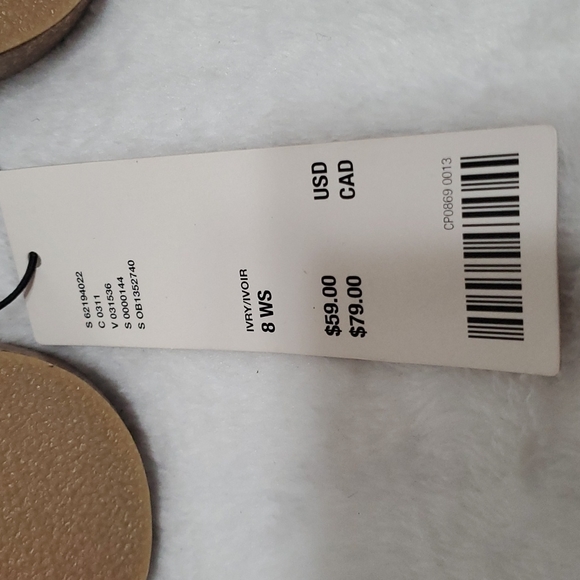 S 62194022
C 0311
V 031536
S 0000144
S OB1352740
IVRY/IVOIR
8 WS
$59.00 USD
$79.00 CAD
CP0869 0013